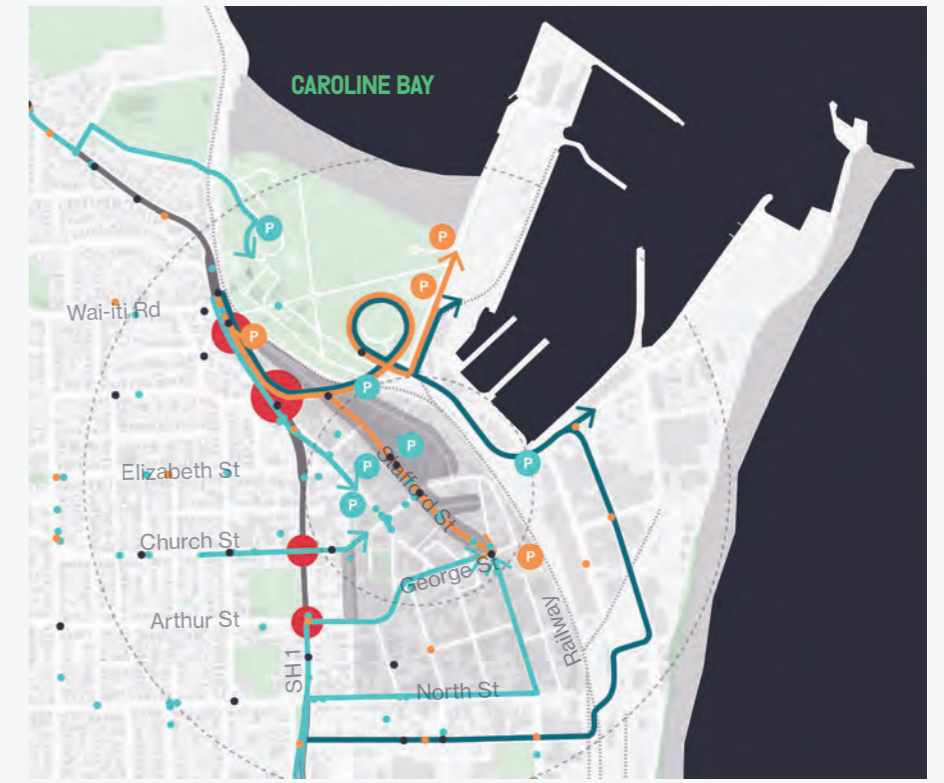 CAROLINE BAY
P
P
P
Wai-iti Rd
P
P
P
Elizabeth St
P
Stafford St
P
P
Church St
P
George St
Arthur St
Railway
SH1
North St